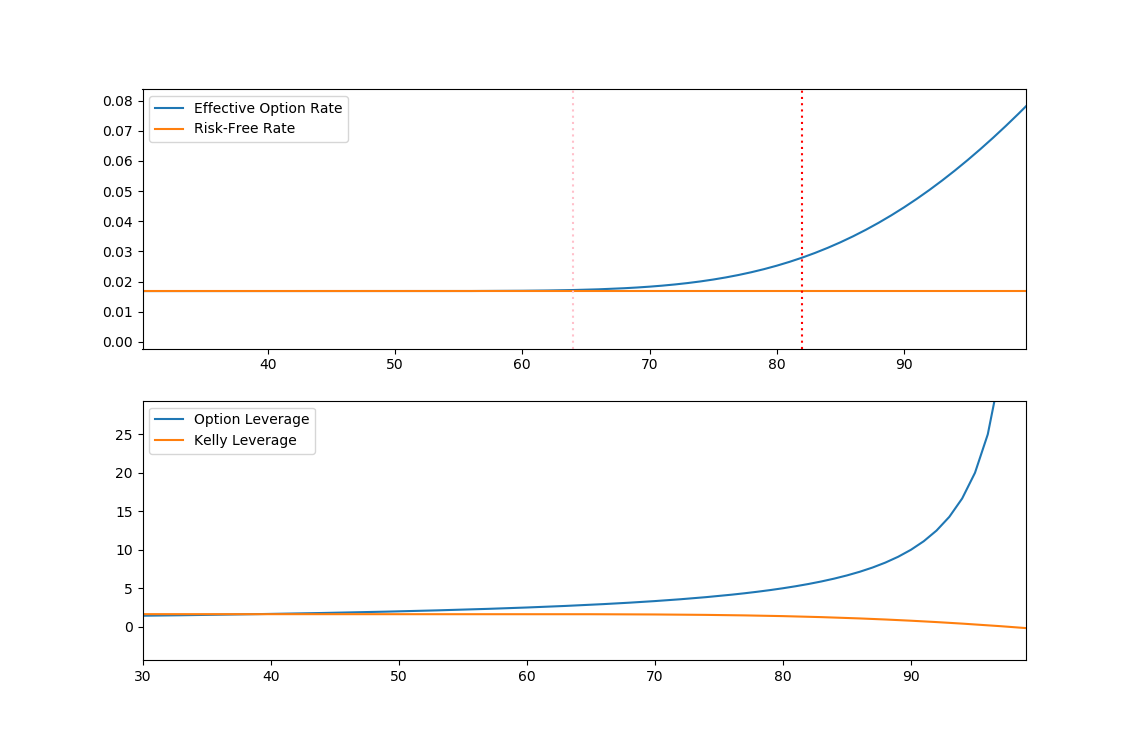 Effective Option Rate
Risk-Free Rate
0.08
0.07
0.06
0.05
0.04
0.03
0.02
0.01
0.00
40 50 60 70 80 90
Option Leverage
Kelly Leverage
25
20
15
10
5
0
30 40 50 60 70 80 90